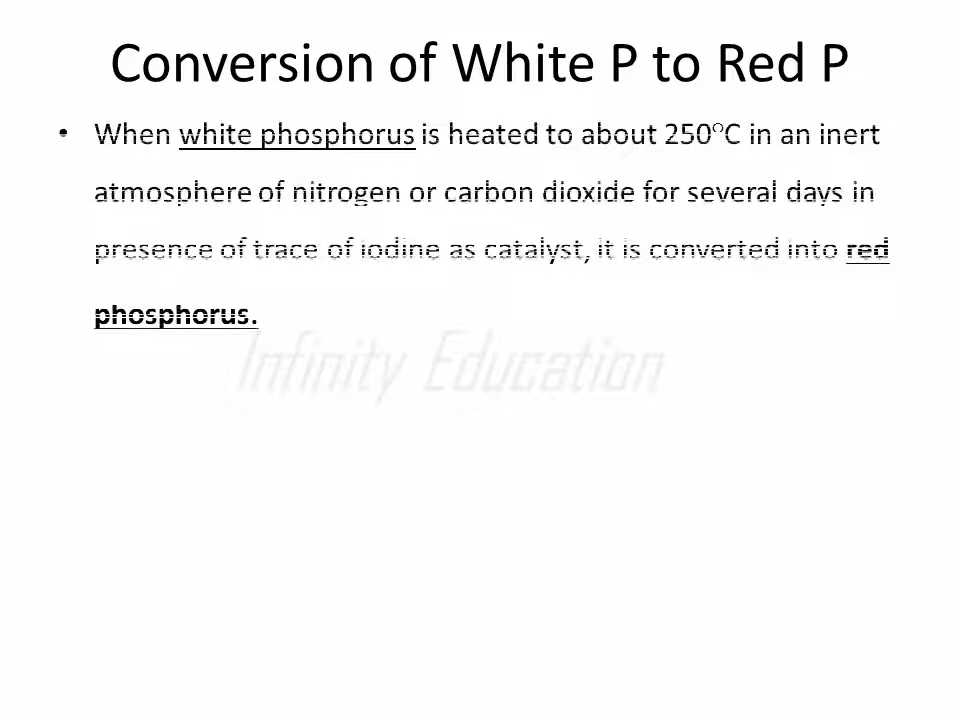 Conversion of White P to Red P
• When white phosphorus is heated to about 250°C in an inert
atmosphere of nitrogen or carbon dioxide for several days in
presence of trace of iodine as catalyst, it is converted into red
phosphorus.
Infinity Education